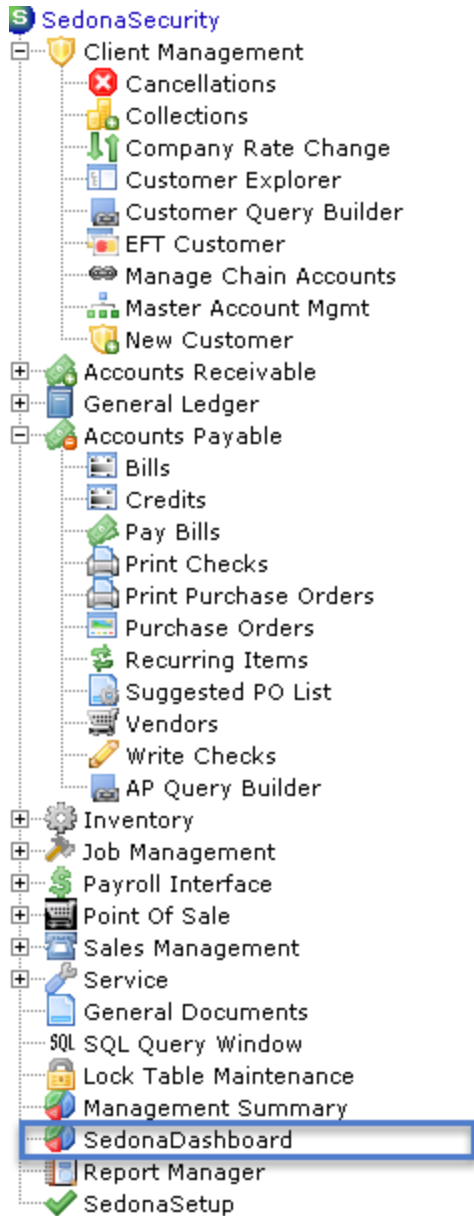 S SedonaSecurity
Client Management
Cancellations
Collections
Company Rate Change
Customer Explorer
Customer Query Builder
EFT Customer
Manage Chain Accounts
Master Account Mgmt
New Customer
Accounts Receivable
General Ledger
Accounts Payable
Bills
Credits
Pay Bills
Print Checks
Print Purchase Orders
Purchase Orders
Recurring Items
Suggested PO List
Vendors
Write Checks
AP Query Builder
Inventory
Job Management
Payroll Interface
Point Of Sale
Sales Management
Service
General Documents
SQL SQL Query Window
Lock Table Maintenance
Management Summary
SedonaDashboard
Report Manager
SedonaSetup